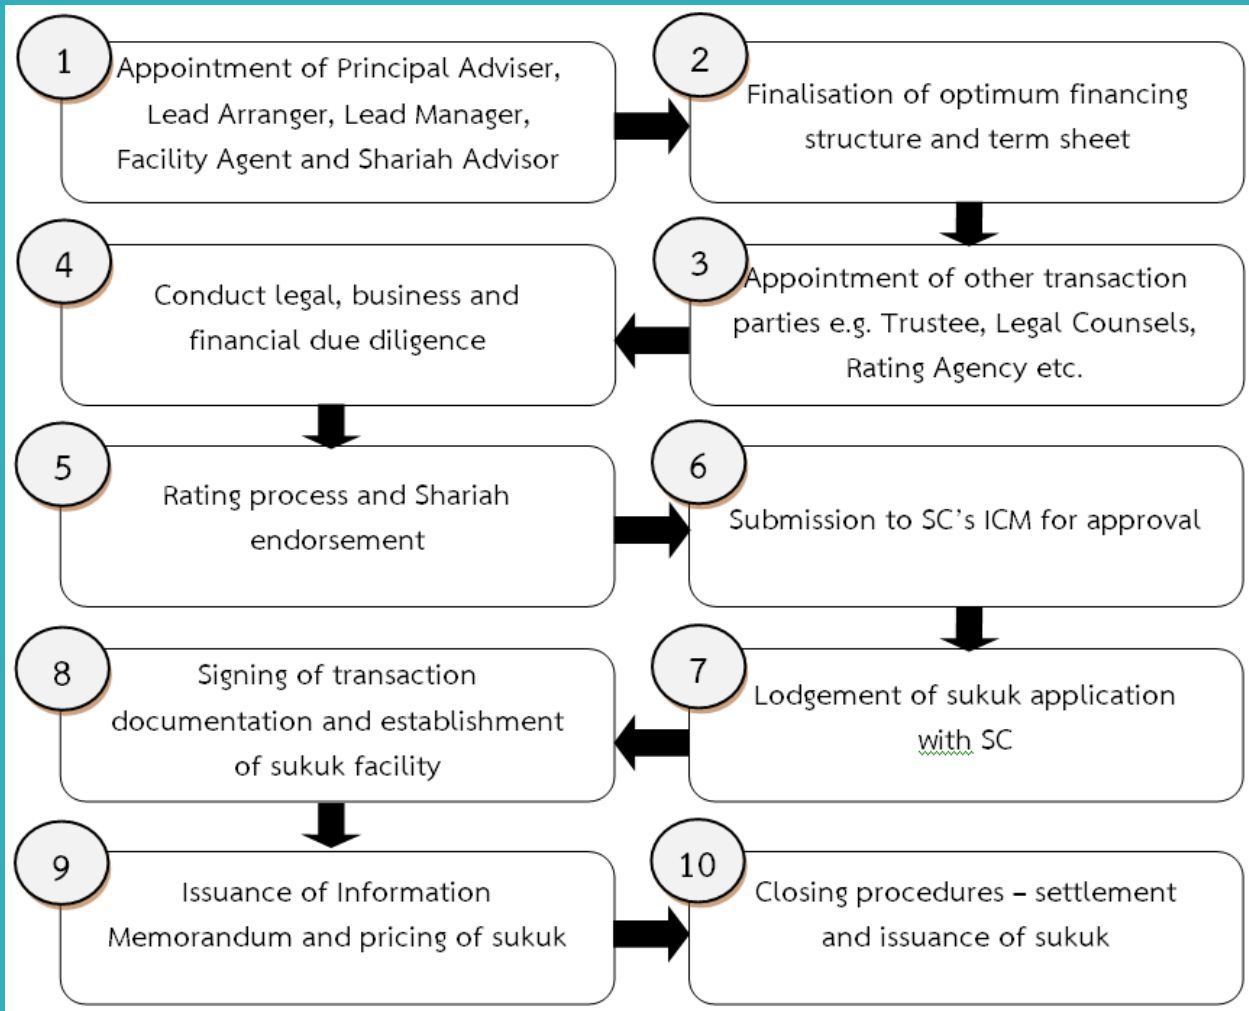 1
Appointment of Principal Adviser,
Lead Arranger, Lead Manager,
Facility Agent and Shariah Advisor
2
Finalisation of optimum financing
structure and term sheet
3
Appointment of other transaction
parties e.g. Trustee, Legal Counsels,
Rating Agency etc.
4
Conduct legal, business and
financial due diligence
5
Rating process and Shariah
endorsement
6
Submission to SC's ICM for approval
7
Lodgement of sukuk application
with SC
8
Signing of transaction
documentation and establishment
of sukuk facility
9
Issuance of Information
Memorandum and pricing of sukuk
10
Closing procedures – settlement
and issuance of sukuk